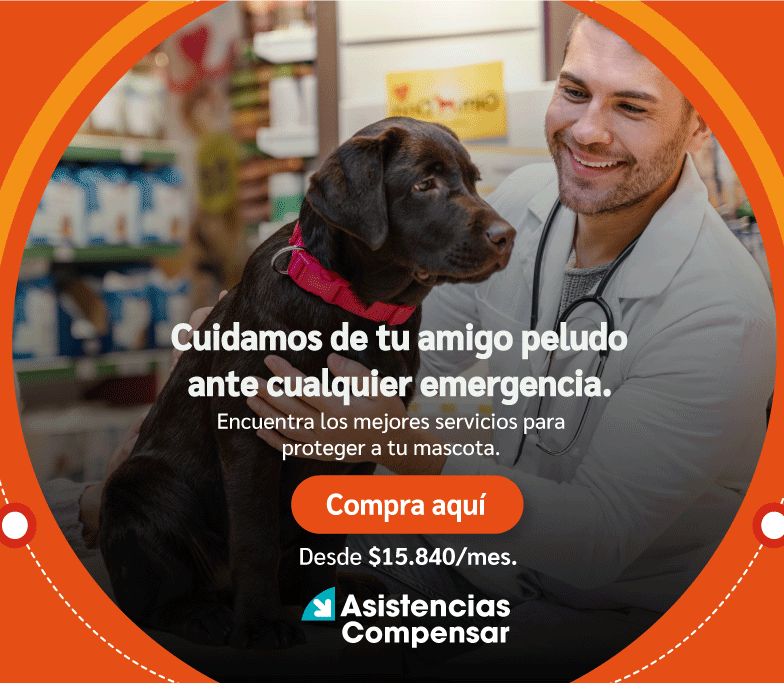 Cuidamos de tu amigo peludo
ante cualquier emergencia.
Encuentra los mejores servicios para
proteger a tu mascota.
Compra aquí
Desde $15.840/mes.
Asistencias
Compensar